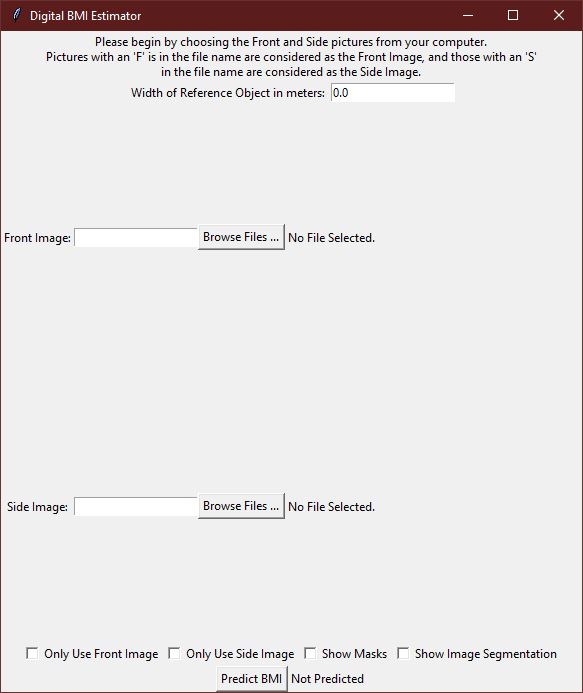 Digital BMI Estimator
Please begin by choosing the Front and Side pictures from your computer.
Pictures with an 'F' is in the file name are considered as the Front Image, and those with an 'S'
in the file name are considered as the Side Image.
Width of Reference Object in meters: 0.0
Front Image: Browse Files ... No File Selected.
Side Image: Browse Files ... No File Selected.
Only Use Front Image Only Use Side Image Show Masks Show Image Segmentation
Predict BMI Not Predicted